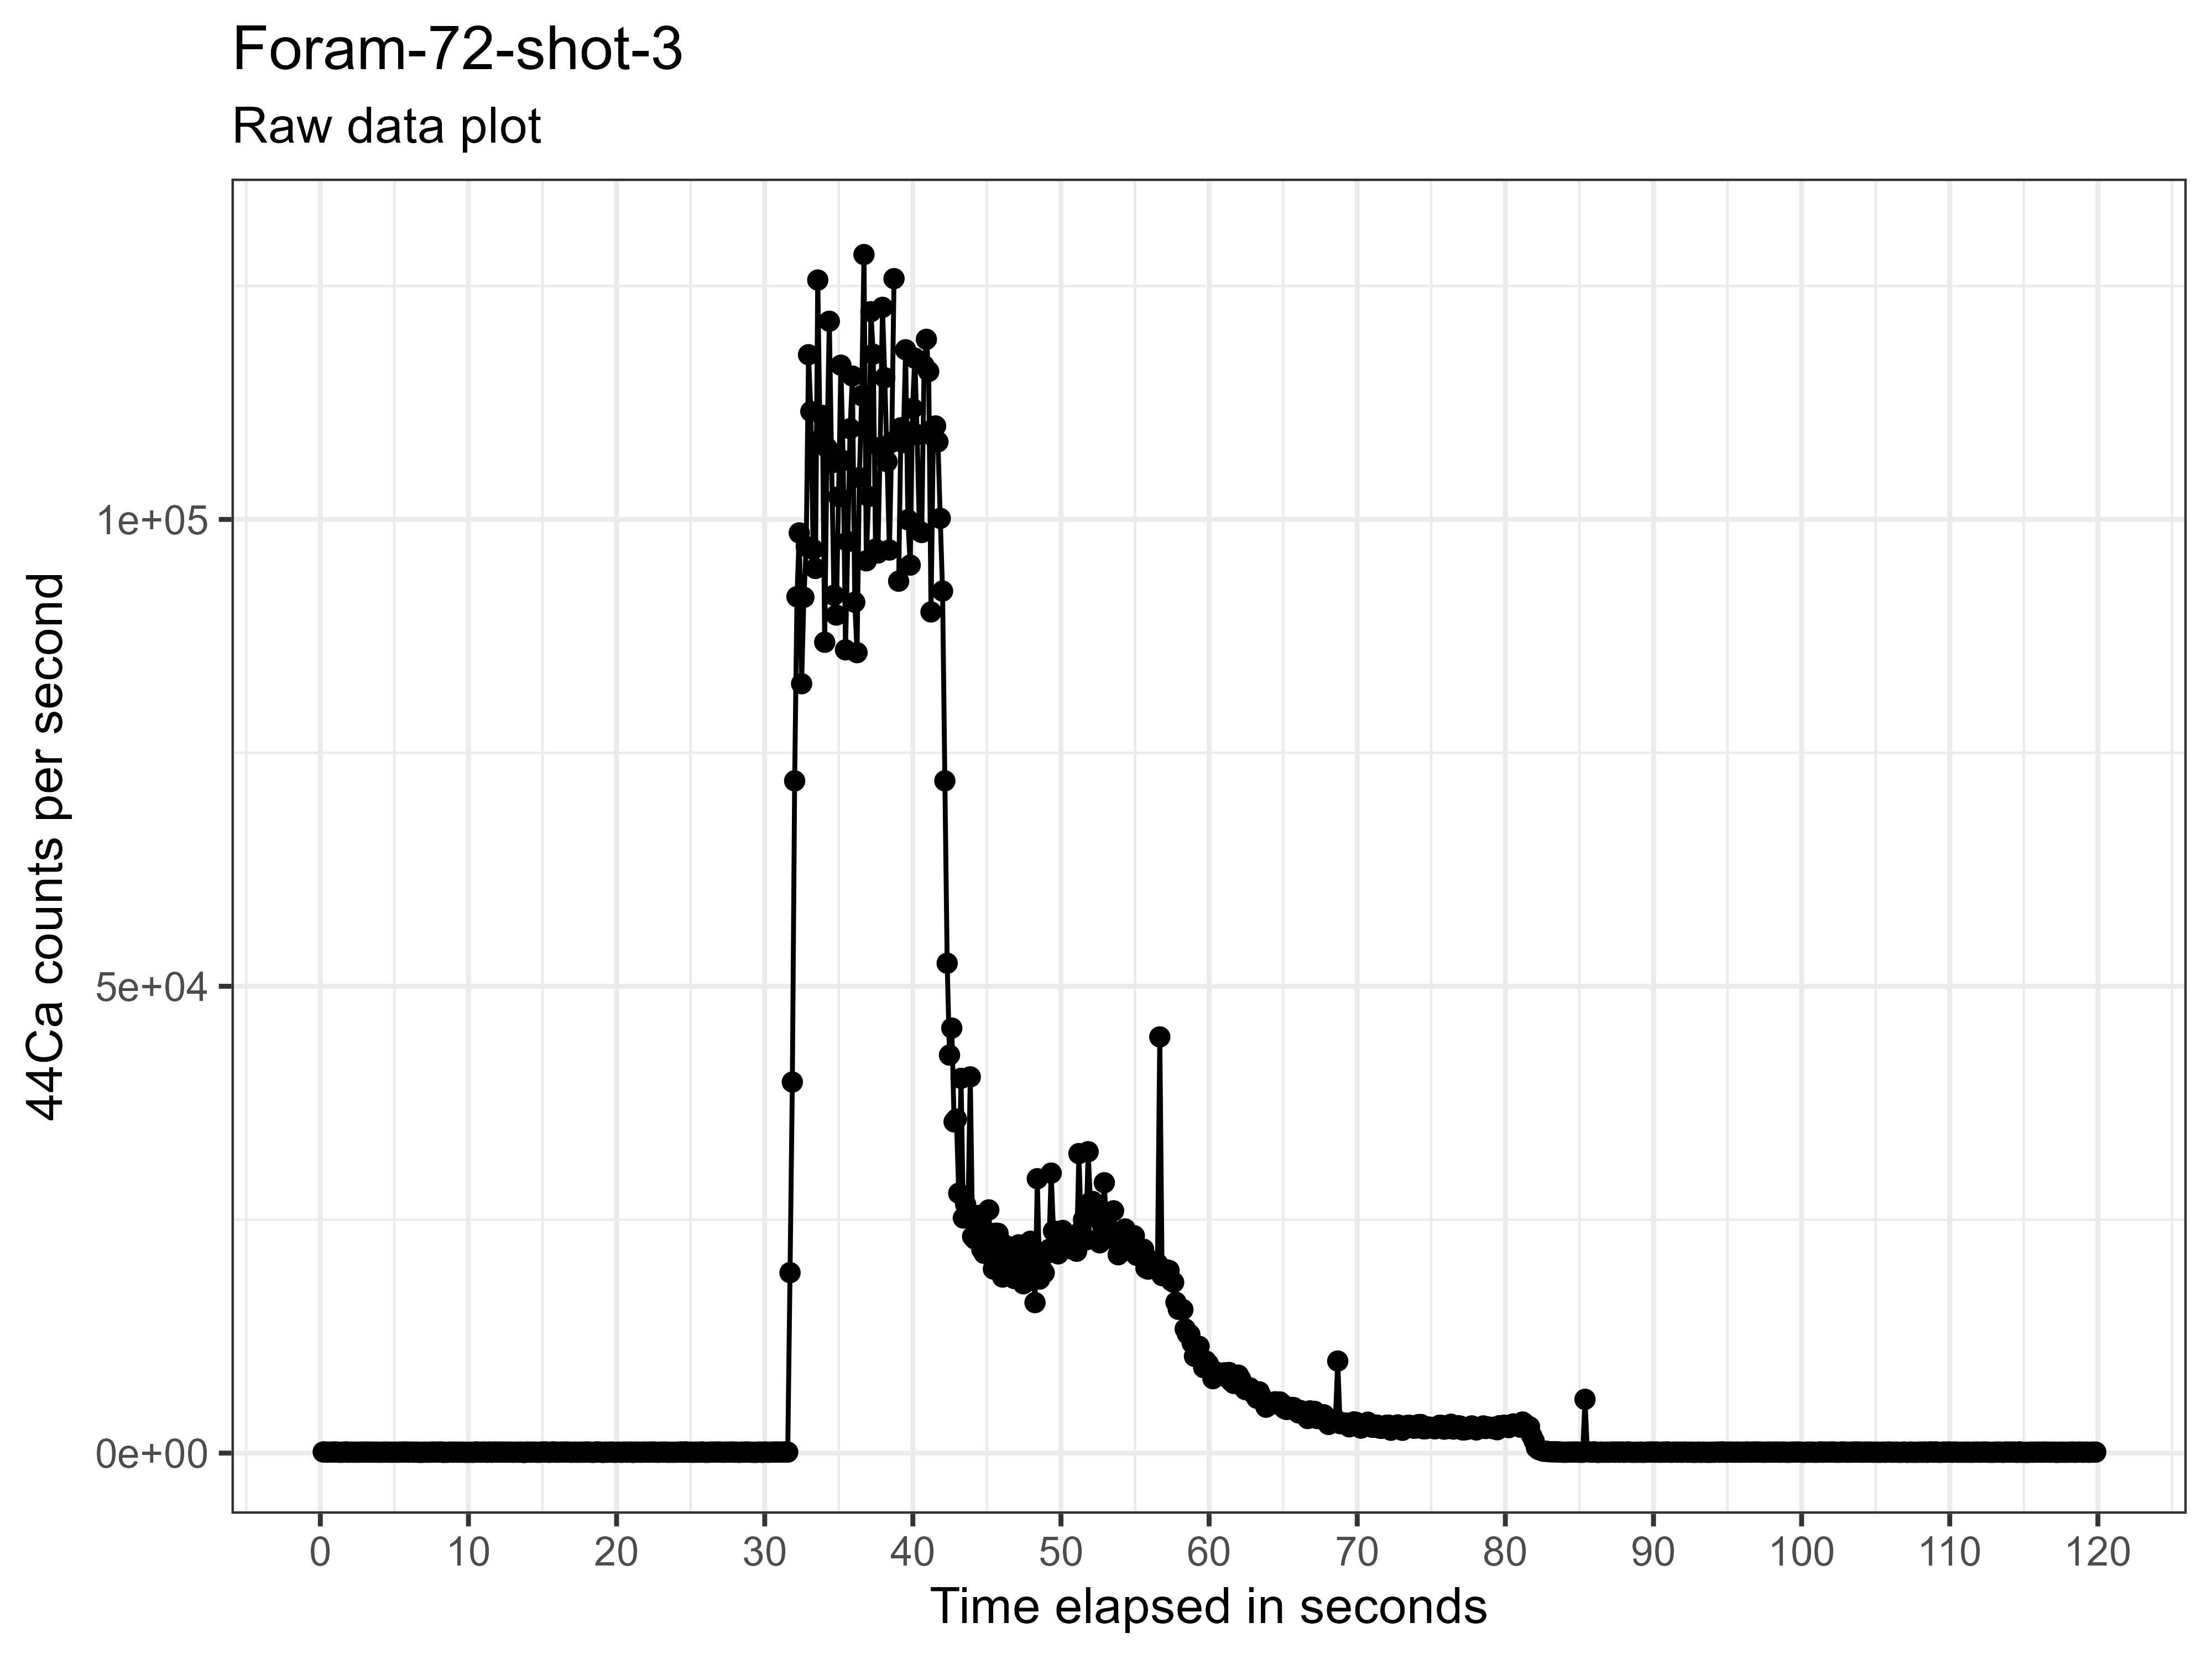 Foram-72-shot-3
Raw data plot
44Ca counts per second
1e+05
5e+04
0e+00
0 10 20 30 40 50 60 70 80 90 100 110 120
Time elapsed in seconds